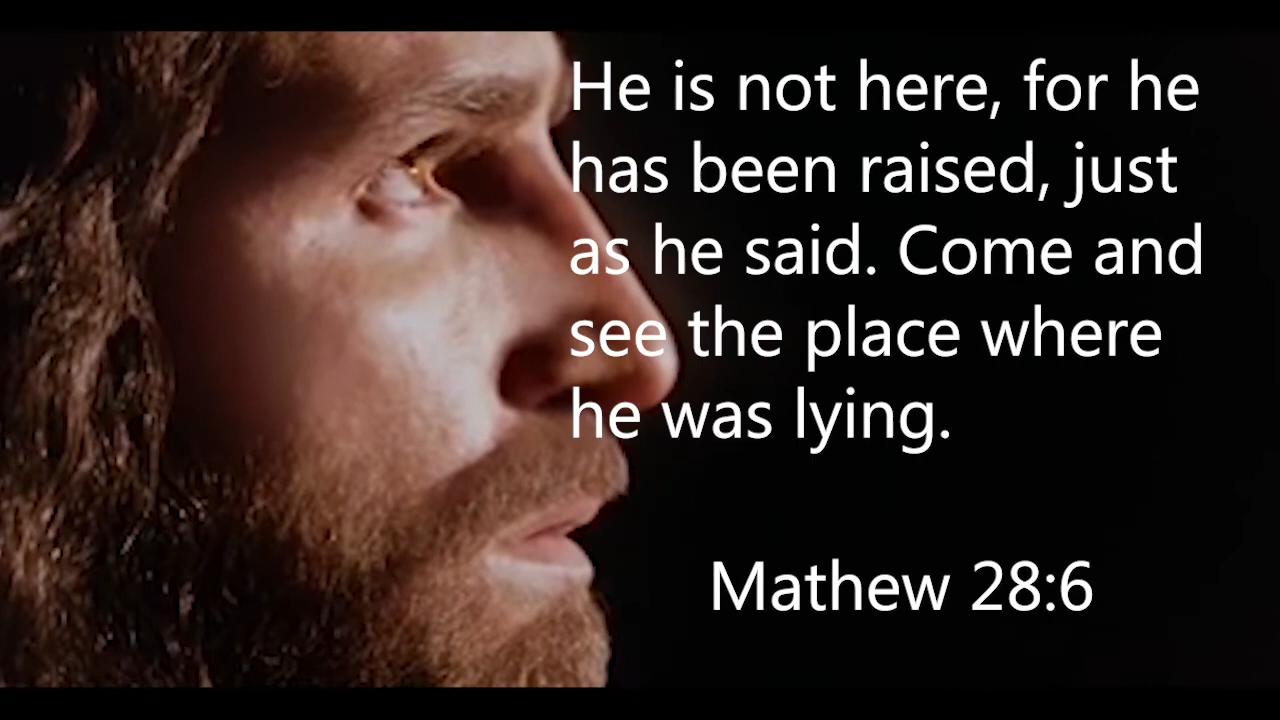 He is not here, for he
has been raised, just
as he said. Come and
see the place where
he was lying.
Mathew 28:6